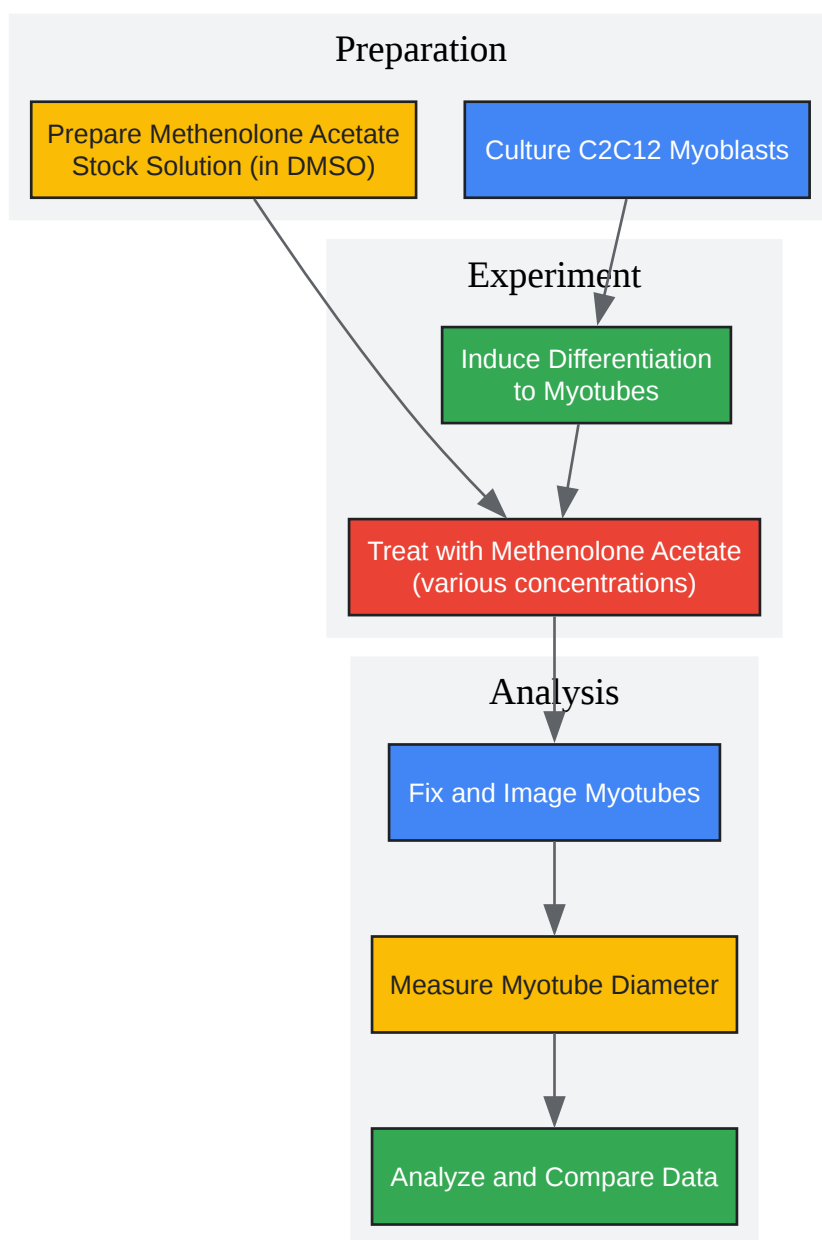 Preparation
Prepare Methenolone Acetate
Stock Solution (in DMSO)
Culture C2C12 Myoblasts
Experiment
Induce Differentiation
to Myotubes
Treat with Methenolone Acetate
(various concentrations)
Analysis
Fix and Image Myotubes
Measure Myotube Diameter
Analyze and Compare Data